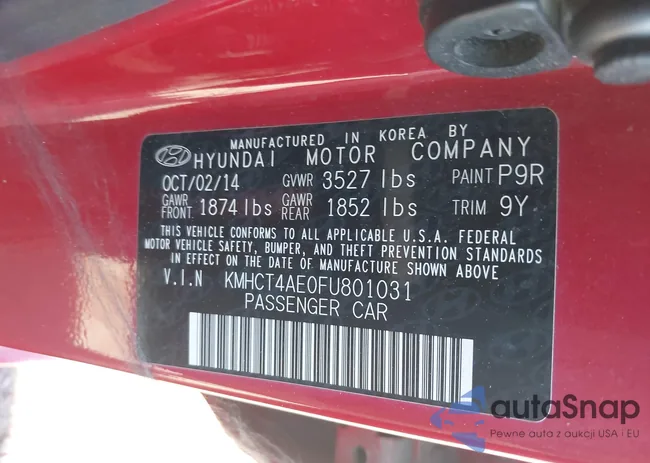 MANUFACTURED IN KOREA BY
HYUNDAI MOTOR COMPANY
OCT/02/14 GVWR 3527 lbs PAINT P9R
GAWR FRONT 1874 lbs GAWR REAR 1852 lbs TRIM 9Y
THIS VEHICLE CONFORMS TO ALL APPLICABLE U.S.A. FEDERAL
MOTOR VEHICLE SAFETY, BUMPER, AND THEFT PREVENTION STANDARDS
IN EFFECT ON THE DATE OF MANUFACTURE SHOWN ABOVE
V.I.N KMHCT4AE0FU801031
PASSENGER CAR
autoSnap
Pewne auta z aukcji USA i EU